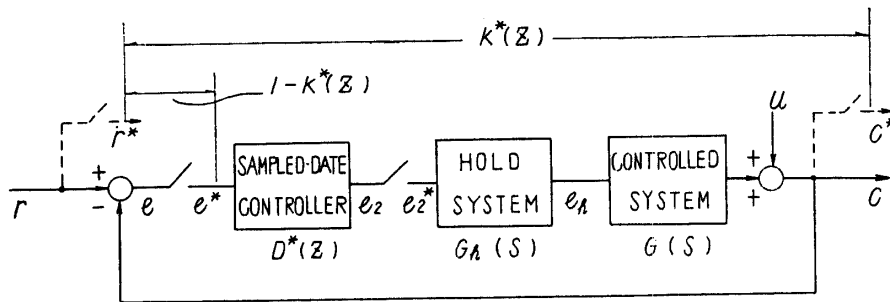 K*(Z)
1-K*(Z)
r*
u
c*
SAMPLED-DATE
CONTROLLER
HOLD
SYSTEM
CONTROLLED
SYSTEM
+
-
+
+
r
e
e*
e2
e2*
eh
c
D*(Z)
Gh(S)
G(S)